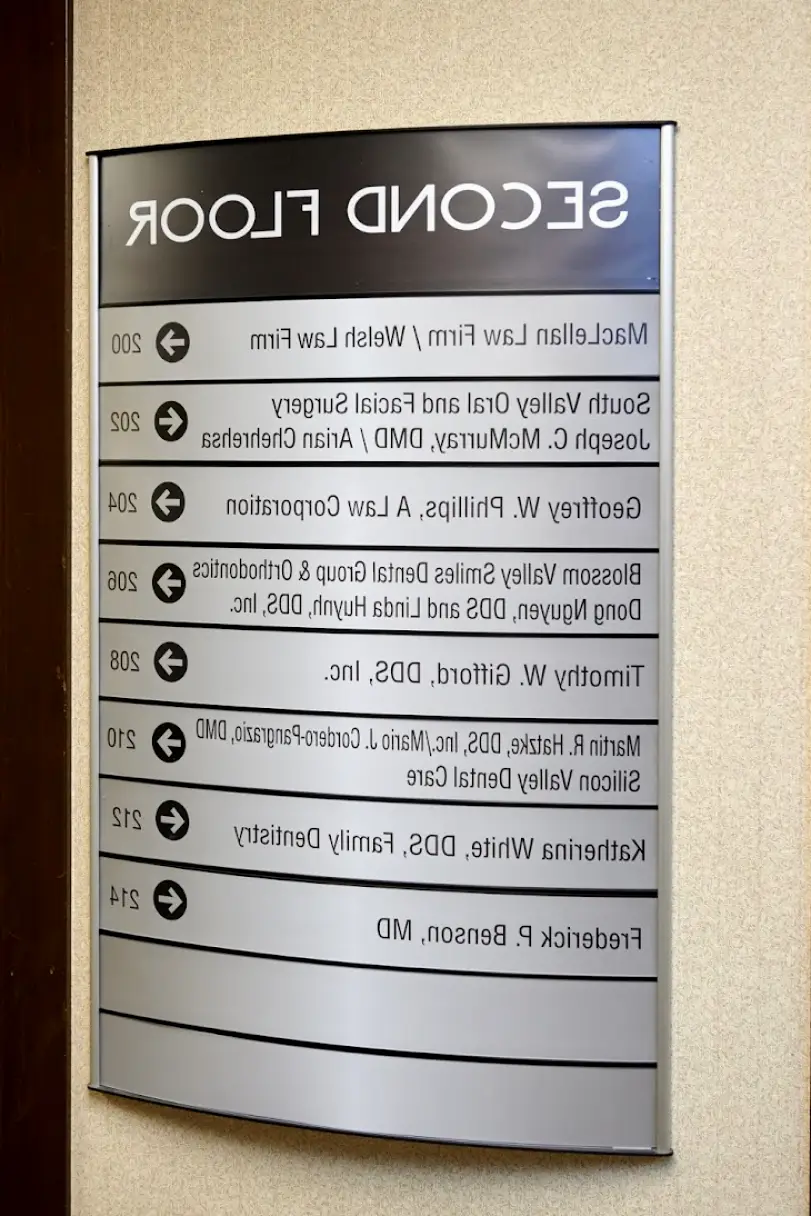 SECOND FLOOR
MacLellan Law Firm / Welsh Law Firm 200
South Valley Oral and Facial Surgery
Joseph C. McMurray, DMD / Arian Chehrehsa 202
Geoffrey W. Phillips, A Law Corporation 204
Blossom Valley Smiles Dental Group & Orthodontics
Dong Nguyen, DDS and Linda Huynh, DDS, Inc. 206
Timothy W. Gifford, DDS, Inc. 208
Martin R. Hatzke, DDS, Inc./Mario J. Cordero-Pangrazio, DMD
Silicon Valley Dental Care 210
Katherina White, DDS, Family Dentistry 212
Frederick P. Benson, MD 214